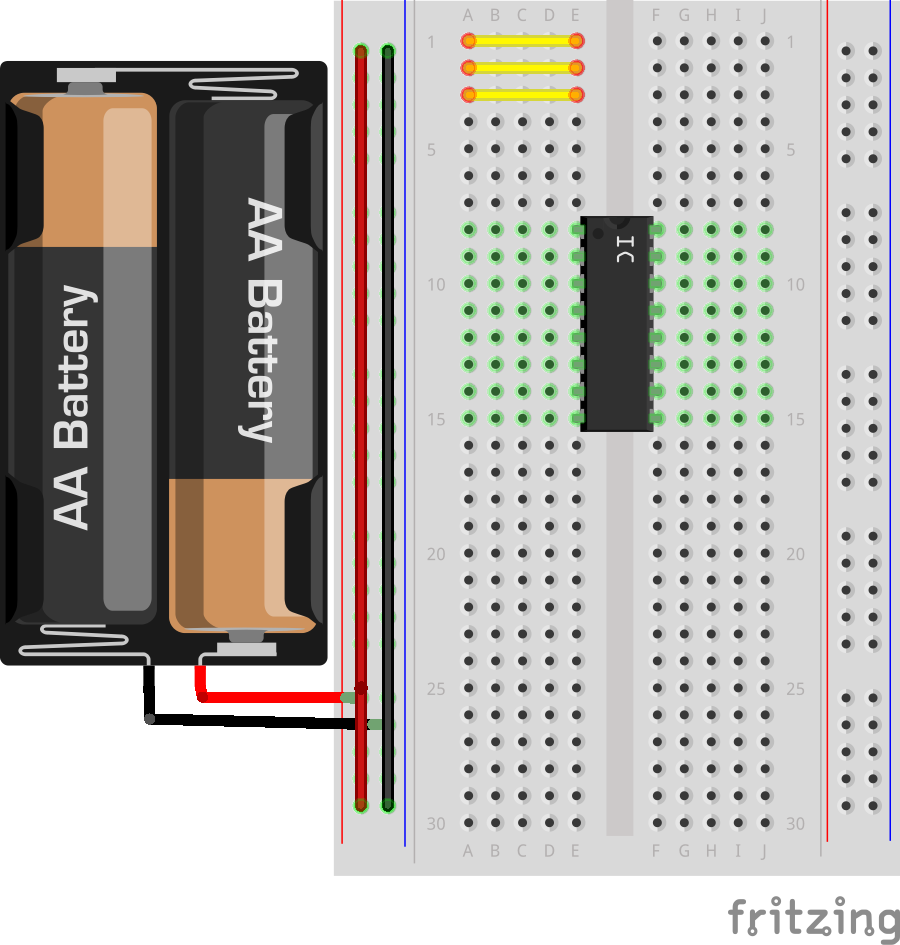 A B C D E F G H I J
1 1
AA Battery
AA Battery
5 5
IC
10 10
15 15
20 20
25 25
30 30
A B C D E F G H I J
fritzing